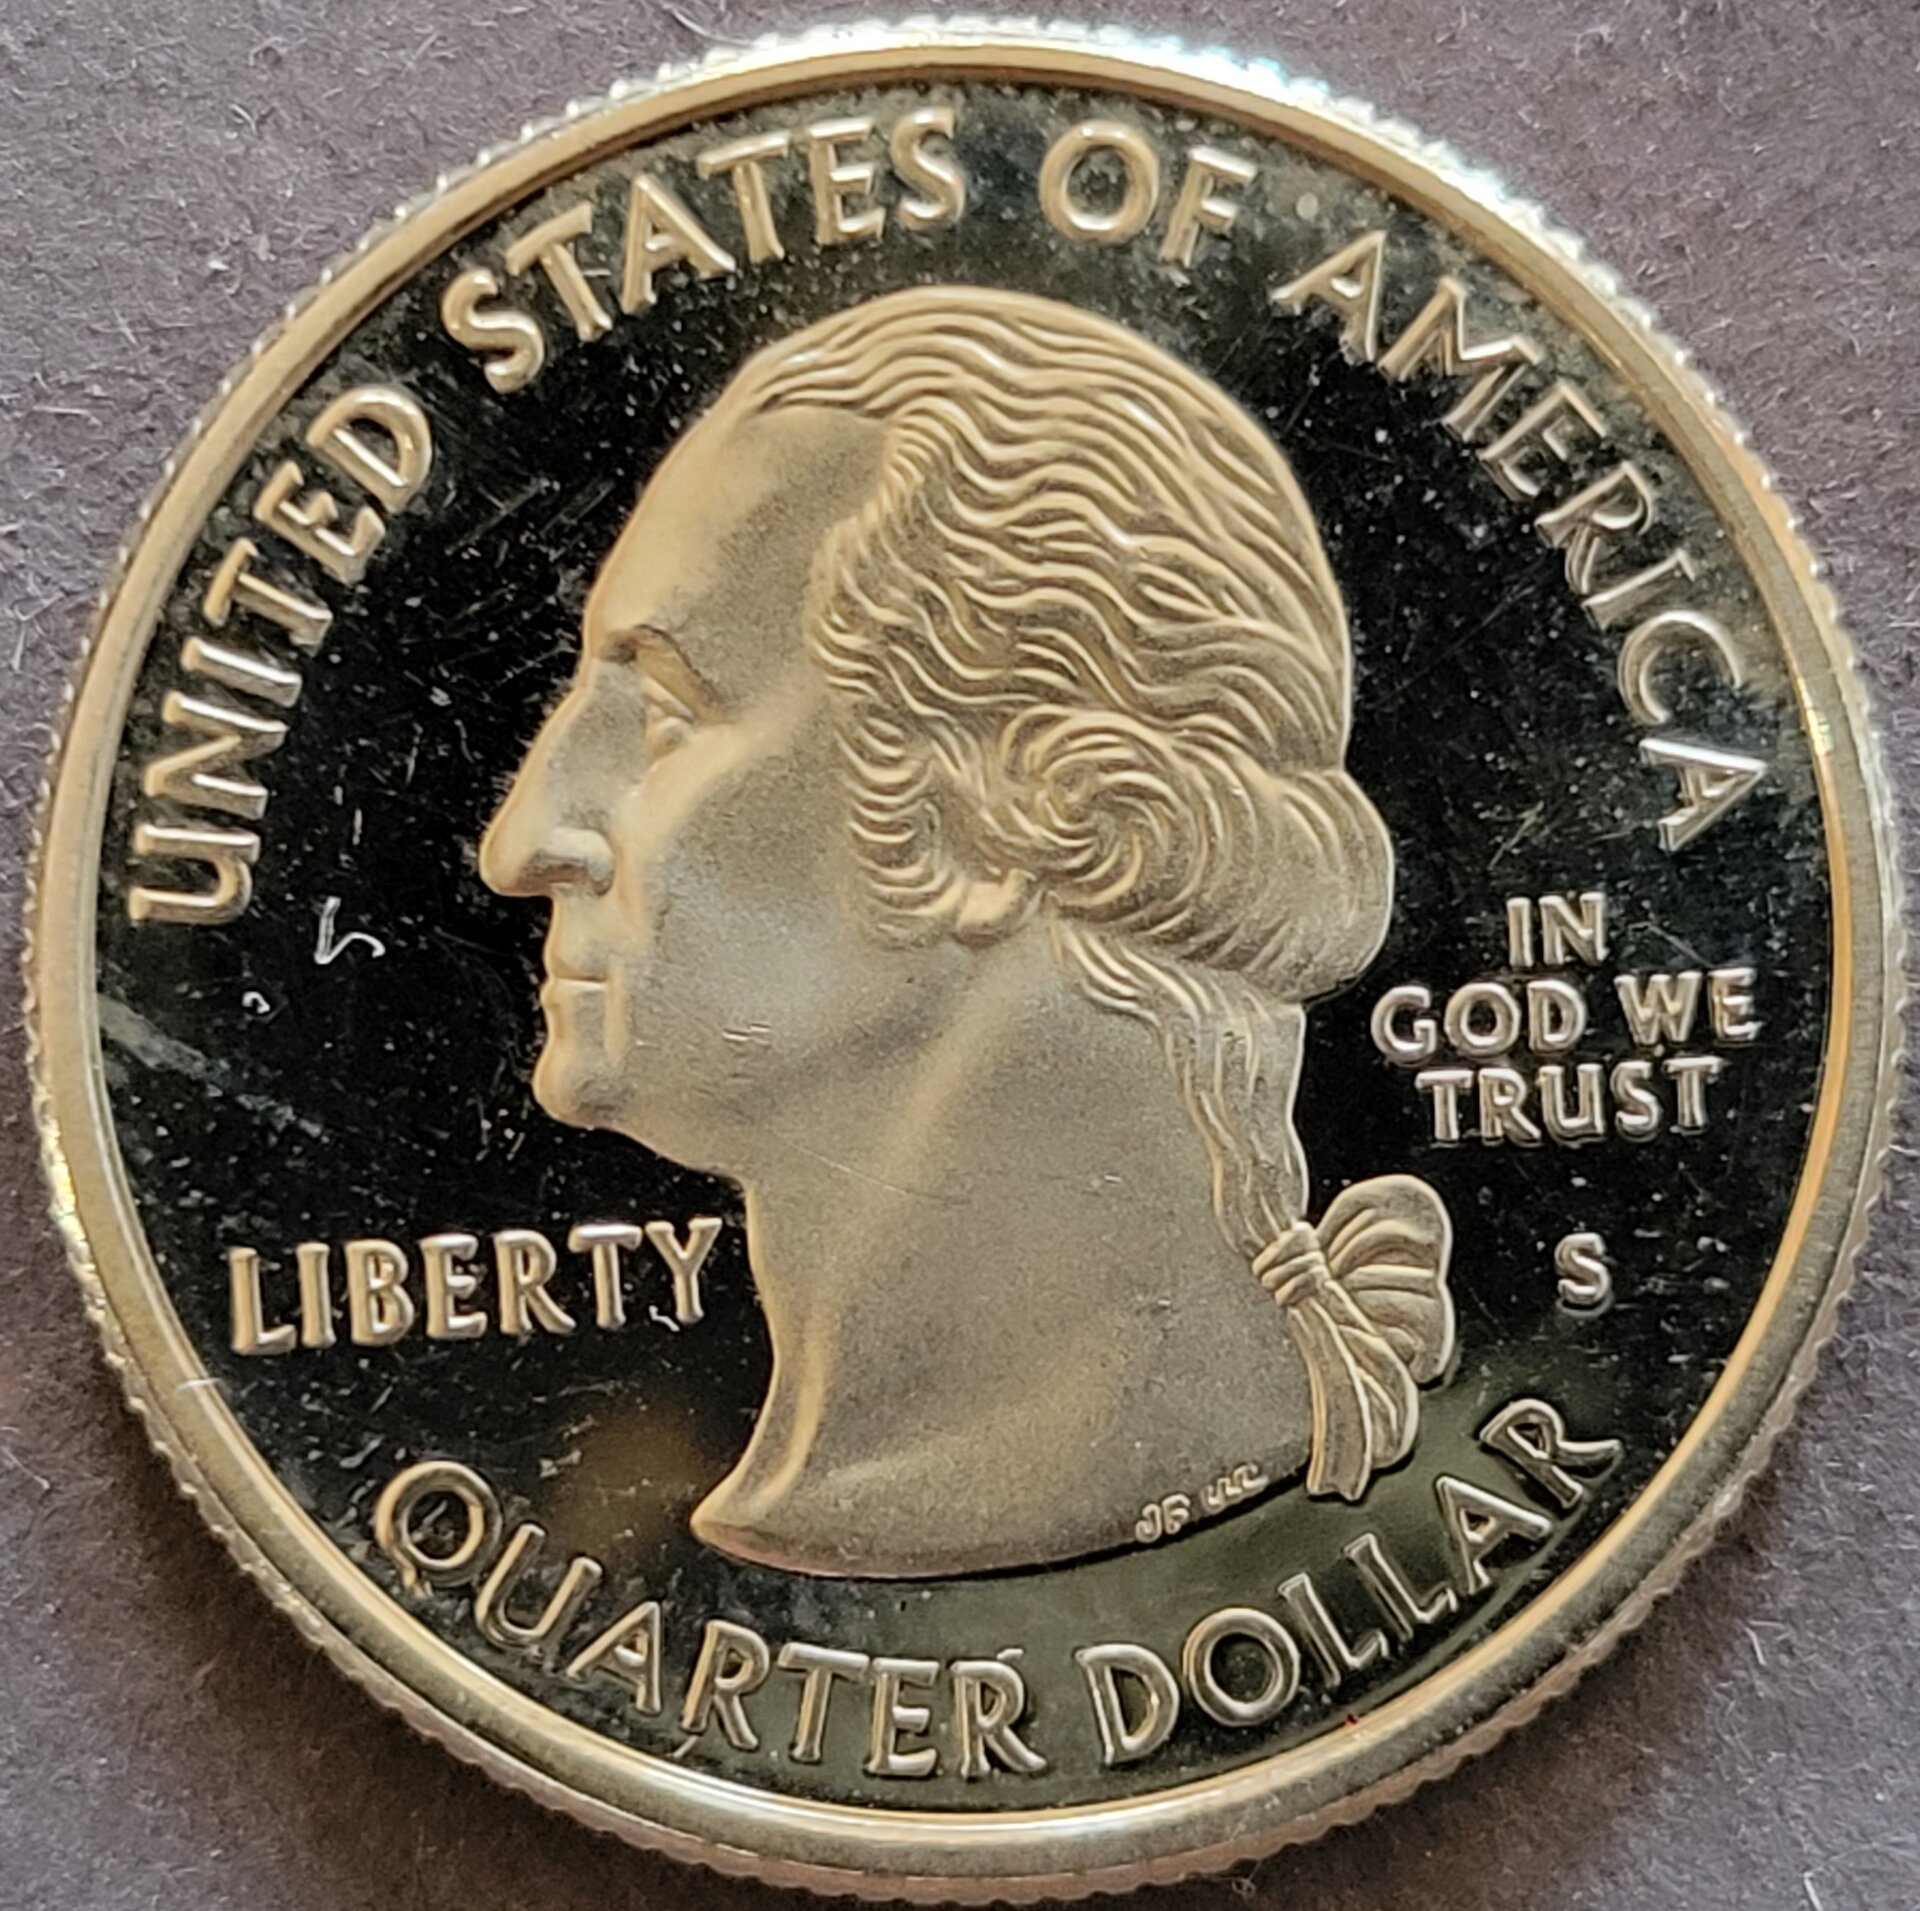 UNITED STATES OF AMERICA
LIBERTY
IN
GOD WE
TRUST
S
QUARTER DOLLAR